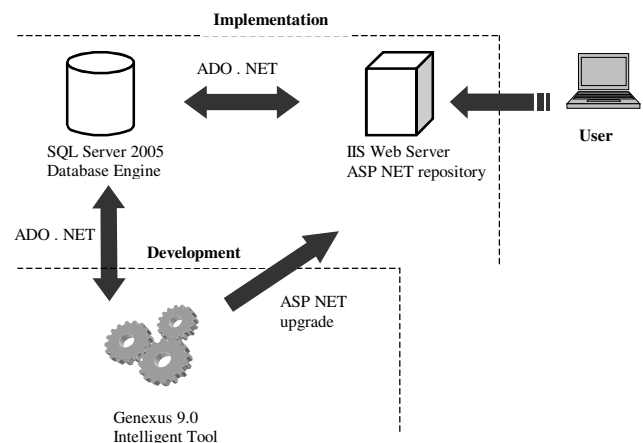 Implementation
ADO . NET
User
SQL Server 2005
Database Engine
IIS Web Server
ASP NET repository
ADO . NET
Development
ASP NET
upgrade
Genexus 9.0
Intelligent Tool